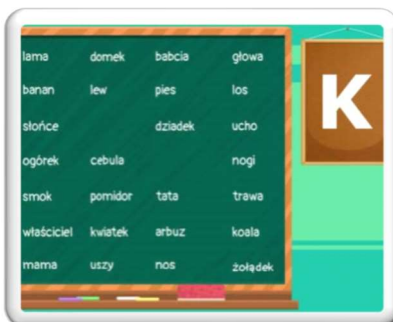 lama domek babcia głowa
banan lew pies los
słońce dziadek ucho
ogórek cebula nogi
smok pomidor tata trawa
właściciel kwiatek arbuz koala
mama uszy nos żołądek
K